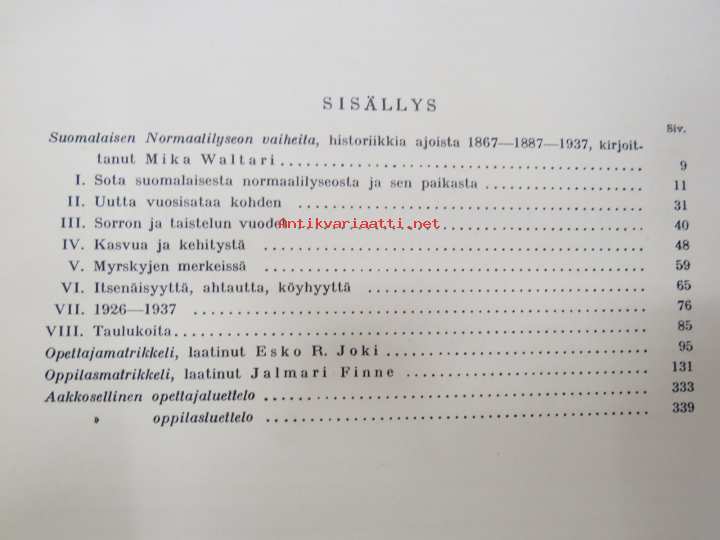 SISÄLLYS
Siv.
Suomalaisen Normaalilyseon vaiheita, historiikkia ajoista 1867—1887—1937, kirjoit-
tanut Mika Waltari 9
I. Sota suomalaisesta normaalilyseosta ja sen paikasta 11
II. Uutta vuosisataa kohden 31
III. Sorron ja taistelun vuodet 40
Antikvariaatti.net
IV. Kasvua ja kehitystä 48
V. Myrskyjen merkeissä 59
VI. Itsenäisyyttä, ahtautta, köyhyyttä 65
VII. 1926—1937 76
VIII. Taulukoita 85
Opettajamatrikkeli, laatinut Esko R. Joki 95
Oppilasmatrikkeli, laatinut Jalmari Finne 131
Aakkosellinen opettajaluettelo 333
» oppilasluettelo 339